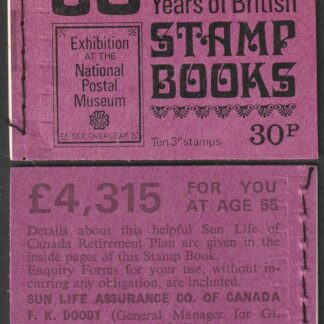 Years of British
STAMP
BOOKS
Exhibition
AT THE
National
Postal
Museum
SEE OVERLEAF
Ten 3p stamps
30P
£4,315 FOR YOU
AT AGE 55
Details about this helpful Sun Life of
Canada Retirement Plan are given in the
inside pages of this Stamp Book.
Enquiry Forms for your use, without in-
curring any obligation, are included.
SUN LIFE ASSURANCE CO. OF CANADA
F. K. DOODY (General Manager for Gt.